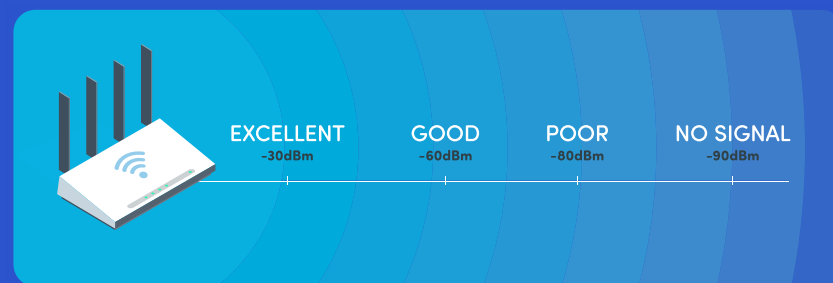 EXCELLENT
-30dBm
GOOD
-60dBm
POOR
-80dBm
NO SIGNAL
-90dBm